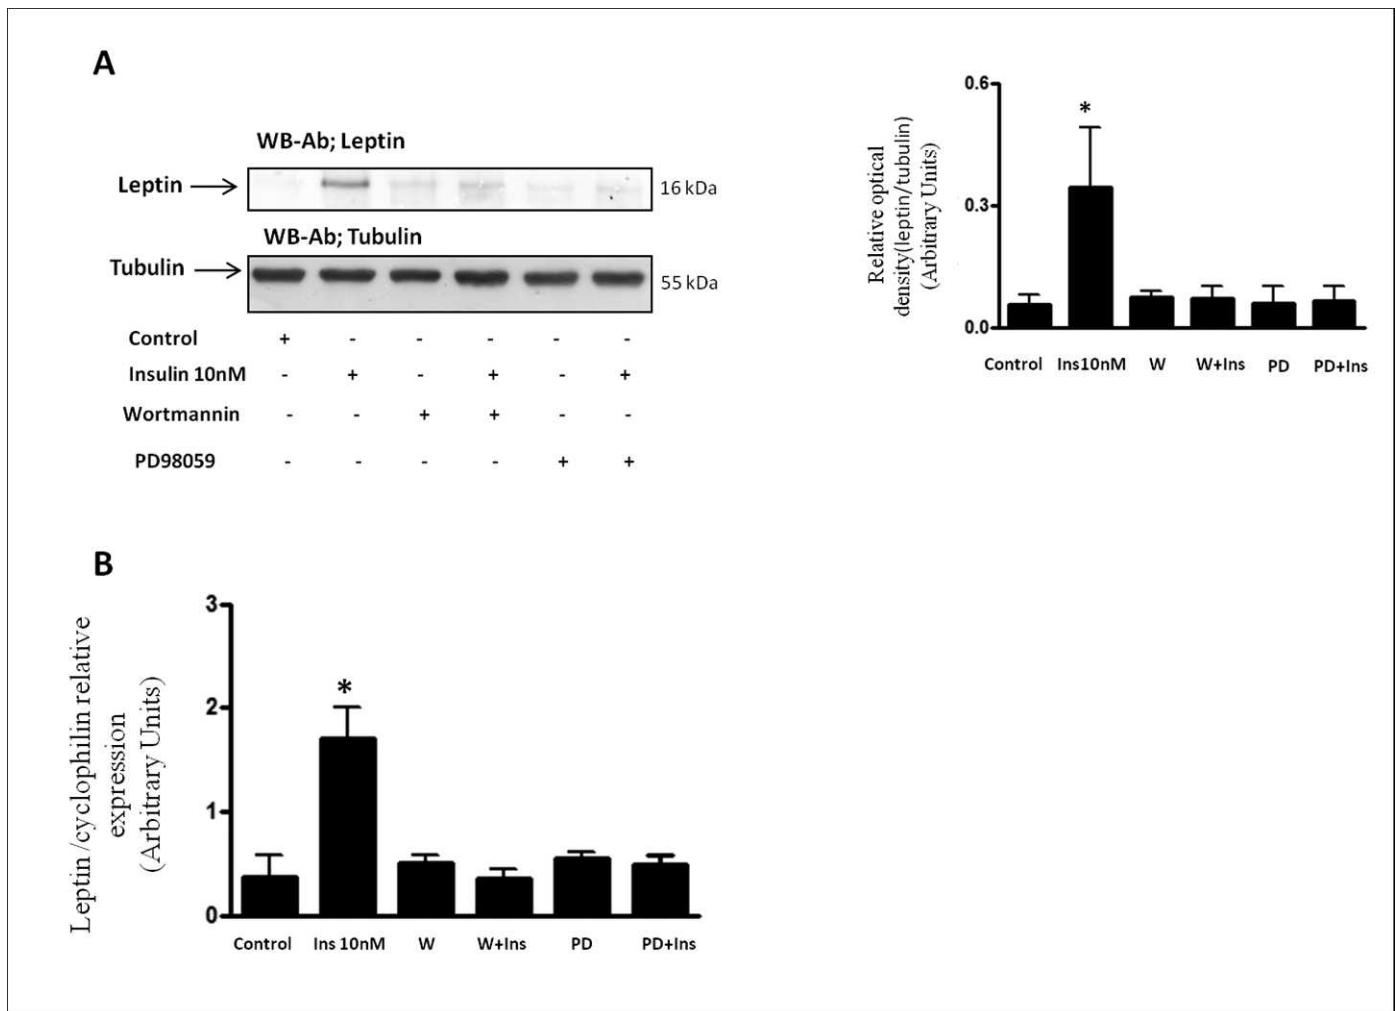 A
WB-Ab; Leptin
Leptin
16 kDa
WB-Ab; Tubulin
Tubulin
55 kDa
Control + - - - - -
Insulin 10nM - + - + - +
Wortmannin - - + + - -
PD98059 - - - - + +
Relative optical
density(leptin/tubulin)
(Arbitrary Units)
0.6
*
0.3
0.0
Control Ins10nM W W+Ins PD PD+Ins
B
Leptin /cyclophilin relative
expression
(Arbitrary Units)
3
*
2
1
0
Control Ins 10nM W W+Ins PD PD+Ins